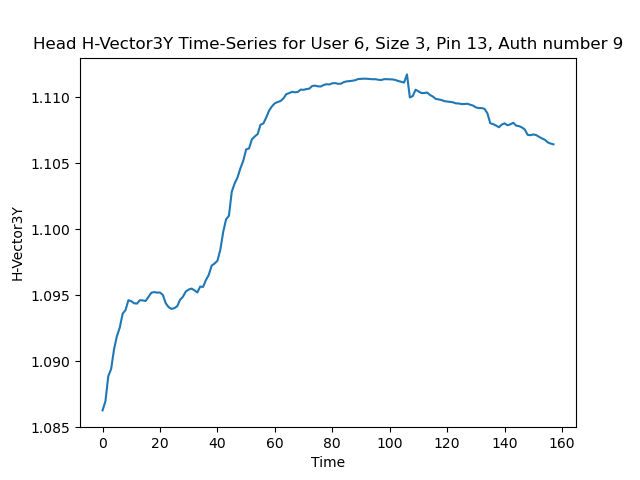 Head H-Vector3Y Time-Series for User 6, Size 3, Pin 13, Auth number 9
H-Vector3Y
1.110
1.105
1.100
1.095
1.090
1.085
0 20 40 60 80 100 120 140 160
Time